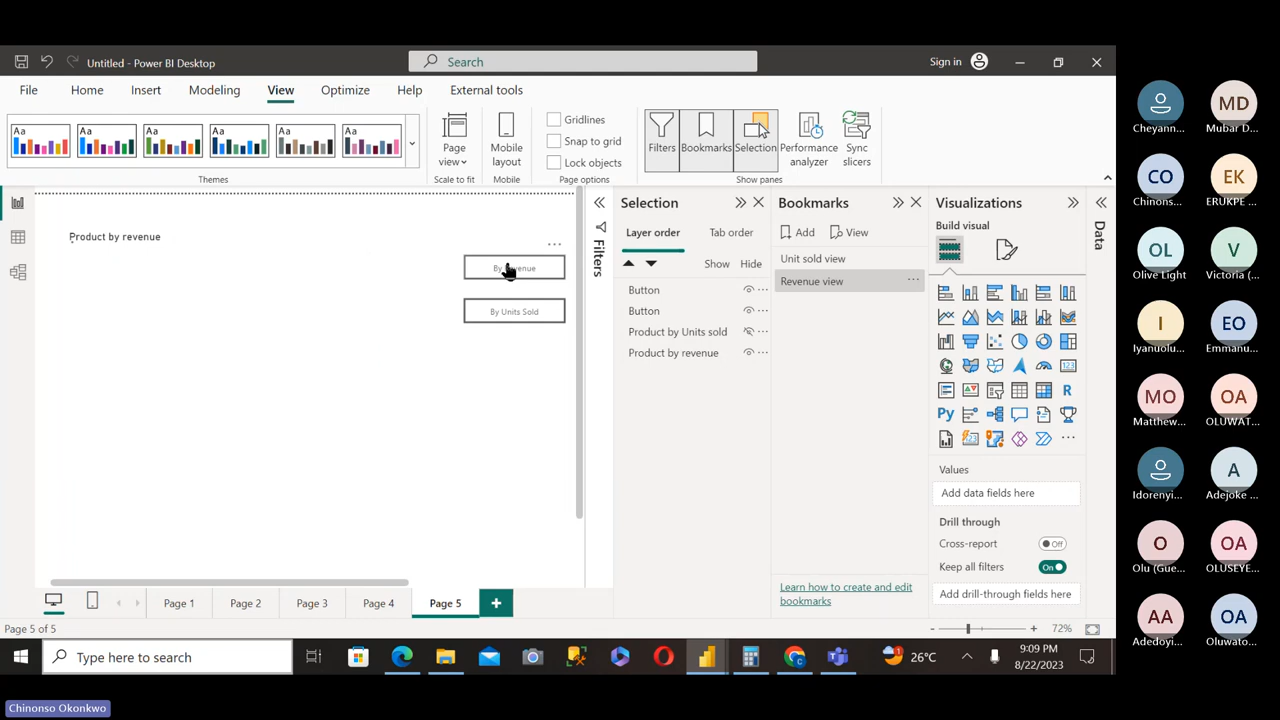 Untitled - Power BI Desktop
Search
Sign in
File Home Insert Modeling View Optimize Help External tools
Aa Aa Aa Aa Aa Aa
Page view
Mobile layout
Gridlines
Snap to grid
Lock objects
Filters
Bookmarks
Selection
Performance analyzer
Sync slicers
Themes
Scale to fit
Mobile
Page options
Show panes
Product by revenue
By Revenue
By Units Sold
Filters
Selection
Layer order
Tab order
Show
Hide
Button
Button
Product by Units sold
Product by revenue
Bookmarks
Add
View
Unit sold view
Revenue view
Learn how to create and edit
bookmarks
Visualizations
Build visual
123
R
Py
Values
Add data fields here
Drill through
Cross-report
Off
Keep all filters
On
Add drill-through fields here
Data
Page 1 Page 2 Page 3 Page 4 Page 5
Page 5 of 5
72%
Type here to search
26°C
9:09 PM
8/22/2023
Cheyann...
MD
Mubar D...
CO
Chinons...
EK
ERUKPE ...
OL
Olive Light
V
Victoria (...
I
Iyanuolu...
EO
Emmanu...
MO
Matthew...
OA
OLUWAT...
Idorenyi...
A
Adejoke ...
O
Olu (Gue...
OA
OLUSEYE...
AA
Adedoyi...
OA
Oluwato...
Chinonso Okonkwo